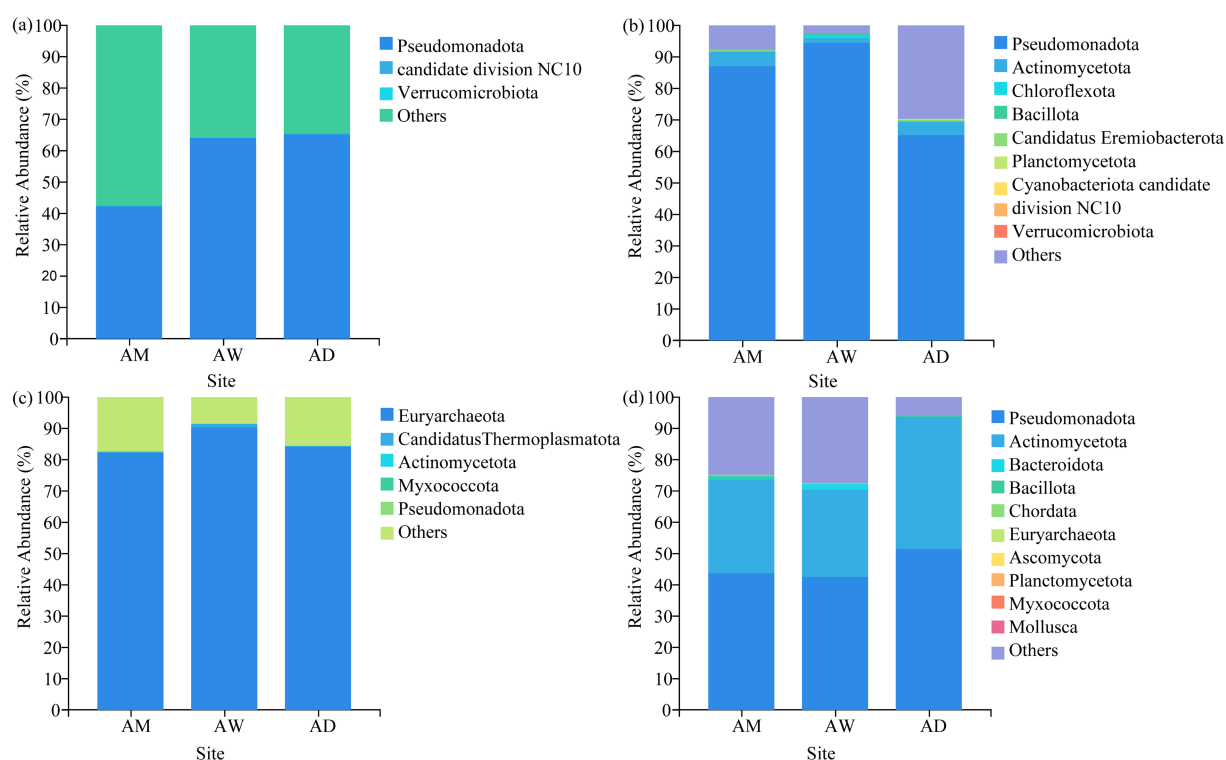 (a)
Relative Abundance (%)
100
90
80
70
60
50
40
30
20
10
0
AM
AW
AD
Site
Pseudomonadota
candidate division NC10
Verrucomicrobiota
Others
(b)
Relative Abundance (%)
100
90
80
70
60
50
40
30
20
10
0
AM
AW
AD
Site
Pseudomonadota
Actinomycetota
Chloroflexota
Bacillota
Candidatus Eremiobacterota
Planctomycetota
Cyanobacteriota candidate
division NC10
Verrucomicrobiota
Others
(c)
Relative Abundance (%)
100
90
80
70
60
50
40
30
20
10
0
AM
AW
AD
Site
Euryarchaeota
CandidatusThermoplasmatota
Actinomycetota
Myxococcota
Pseudomonadota
Others
(d)
Relative Abundance (%)
100
90
80
70
60
50
40
30
20
10
0
AM
AW
AD
Site
Pseudomonadota
Actinomycetota
Bacteroidota
Bacillota
Chordata
Euryarchaeota
Ascomycota
Planctomycetota
Myxococcota
Mollusca
Others